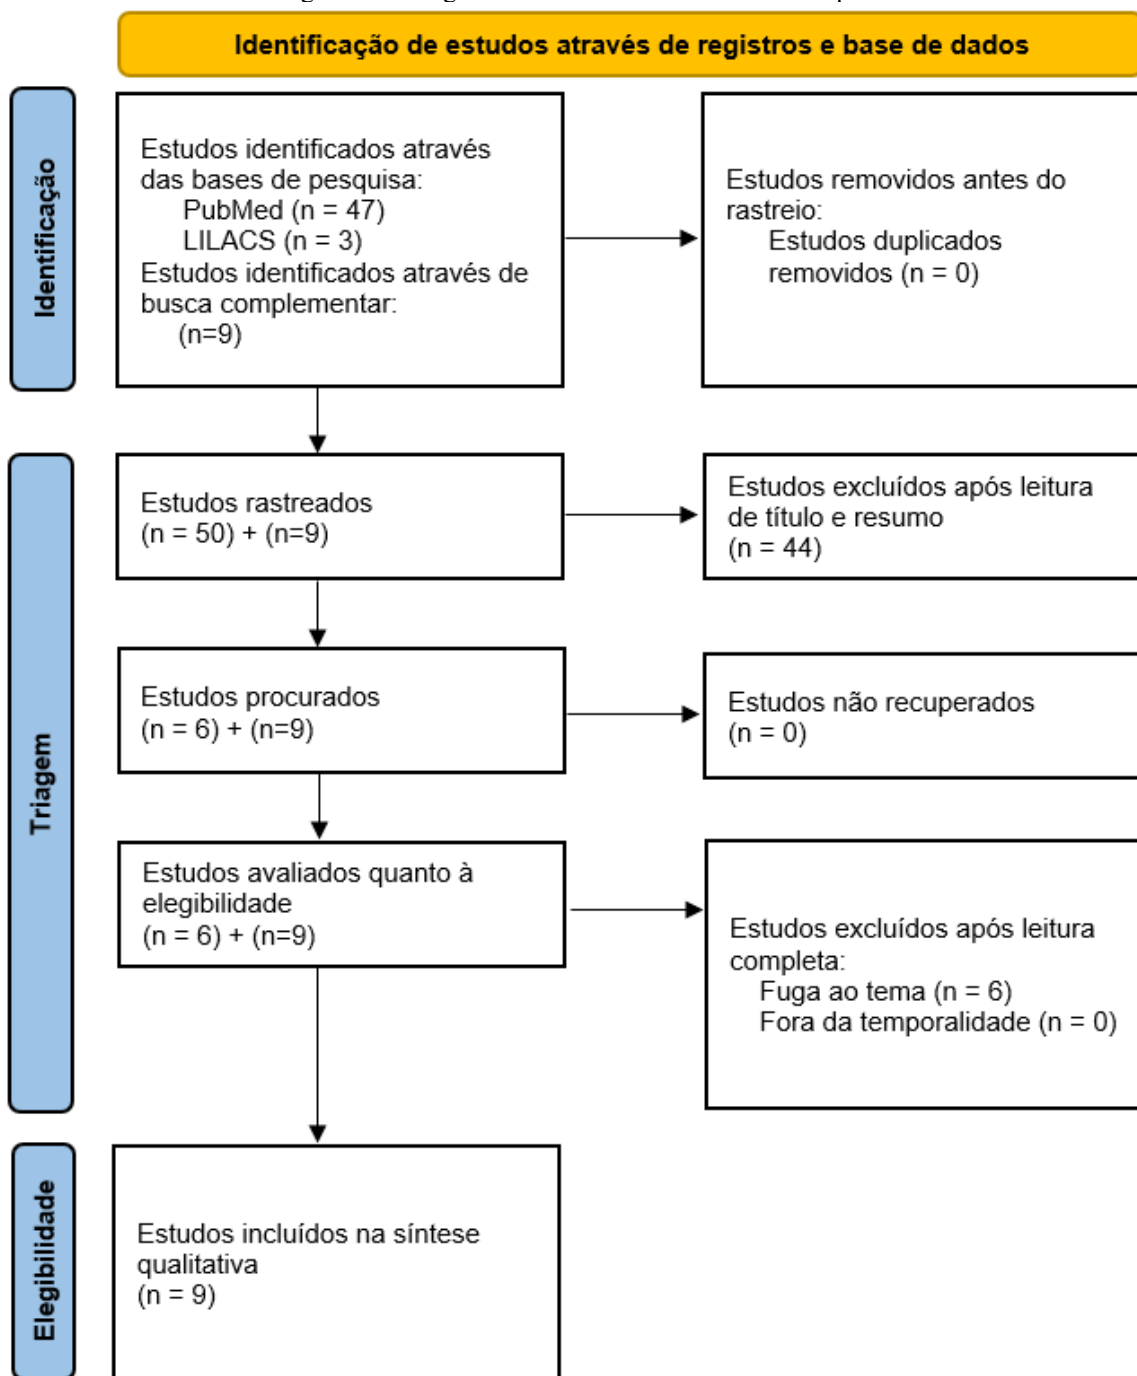 Identificação de estudos através de registros e base de dados
Identificação
Estudos identificados através
das bases de pesquisa:
PubMed (n = 47)
LILACS (n = 3)
Estudos identificados através de
busca complementar:
(n=9)
Estudos removidos antes do
rastreio:
Estudos duplicados
removidos (n = 0)
Triagem
Estudos rastreados
(n = 50) + (n=9)
Estudos excluídos após leitura
de título e resumo
(n = 44)
Estudos procurados
(n = 6) + (n=9)
Estudos não recuperados
(n = 0)
Estudos avaliados quanto à
elegibilidade
(n = 6) + (n=9)
Estudos excluídos após leitura
completa:
Fuga ao tema (n = 6)
Fora da temporalidade (n = 0)
Elegibilidade
Estudos incluídos na síntese
qualitativa
(n = 9)